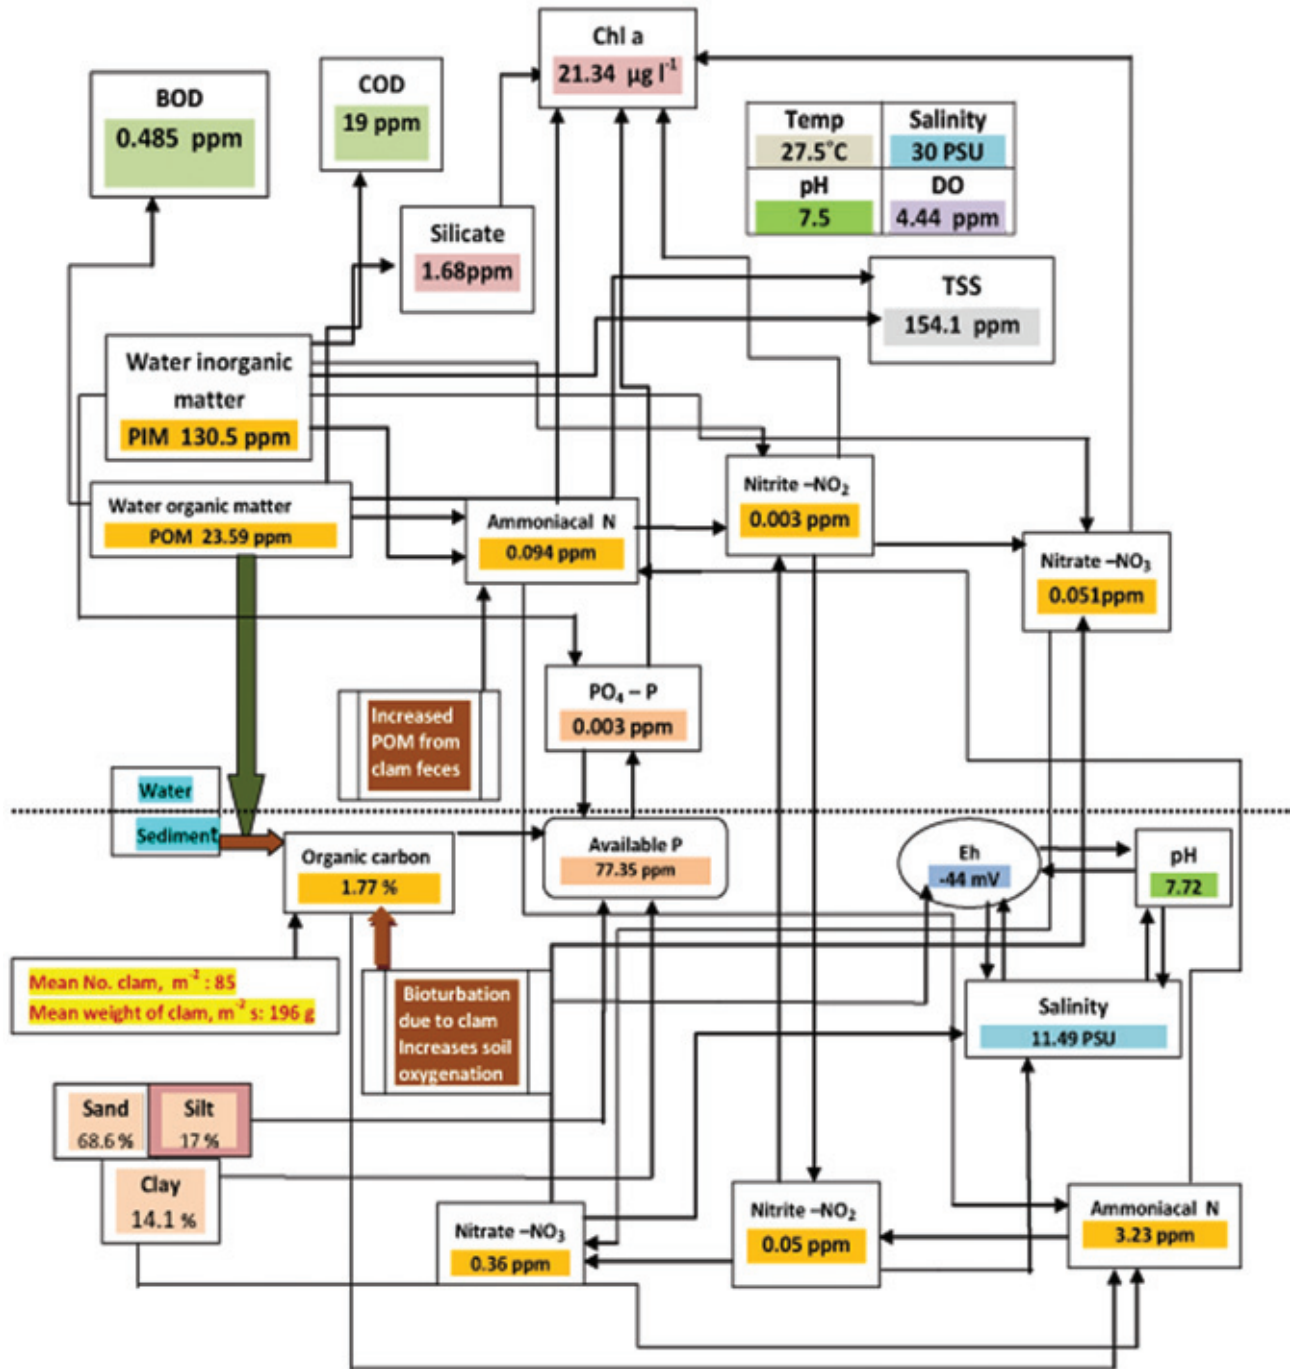 Chl a
21.34 µg l⁻¹
BOD
0.485 ppm
COD
19 ppm
Temp
27.5°C
Salinity
30 PSU
pH
7.5
DO
4.44 ppm
Silicate
1.68ppm
TSS
154.1 ppm
Water inorganic
matter
PIM 130.5 ppm
Water organic matter
POM 23.59 ppm
Ammoniacal N
0.094 ppm
Nitrite –NO₂
0.003 ppm
Nitrate –NO₃
0.051ppm
PO₄ – P
0.003 ppm
Increased
POM from
clam feces
Water
Sediment
Organic carbon
1.77 %
Available P
77.35 ppm
Eh
-44 mV
pH
7.72
Mean No. clam, m⁻² : 85
Mean weight of clam, m⁻² s: 196 g
Bioturbation
due to clam
Increases soil
oxygenation
Salinity
11.49 PSU
Sand
68.6 %
Silt
17 %
Clay
14.1 %
Nitrate –NO₃
0.36 ppm
Nitrite –NO₂
0.05 ppm
Ammoniacal N
3.23 ppm